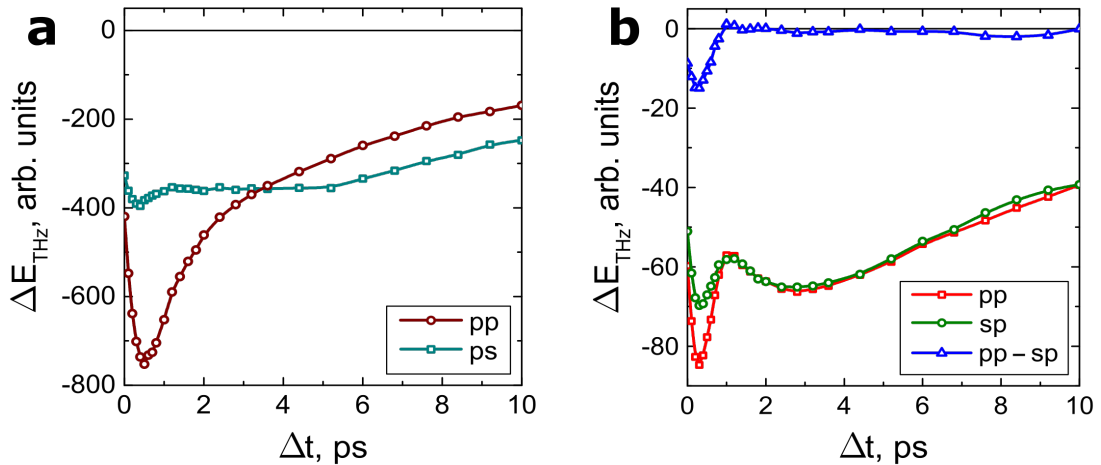 a
0
-200
-400
-600
-800
0
2
4
6
8
10
ΔE_THz, arb. units
Δt, ps
pp
ps
b
0
-20
-40
-60
-80
0
2
4
6
8
10
ΔE_THz, arb. units
Δt, ps
pp
sp
pp – sp